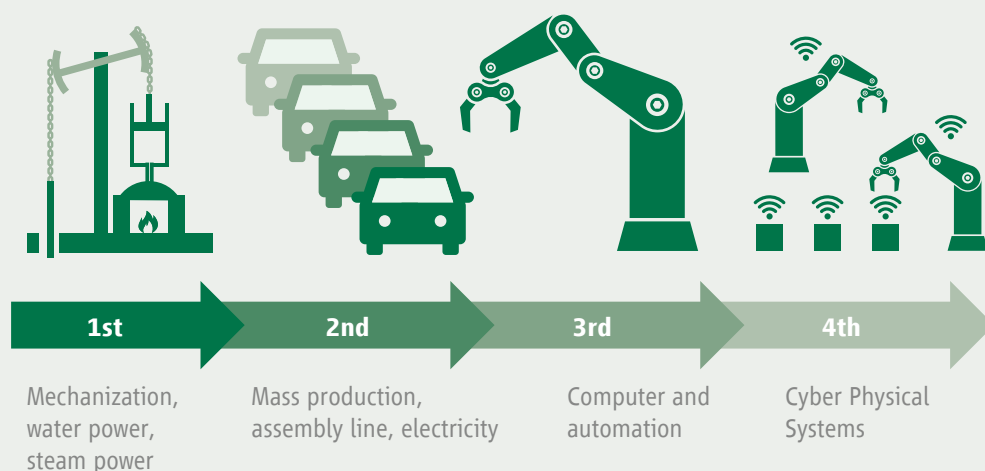 1st
2nd
3rd
4th
Mechanization,
water power,
steam power
Mass production,
assembly line, electricity
Computer and
automation
Cyber Physical
Systems